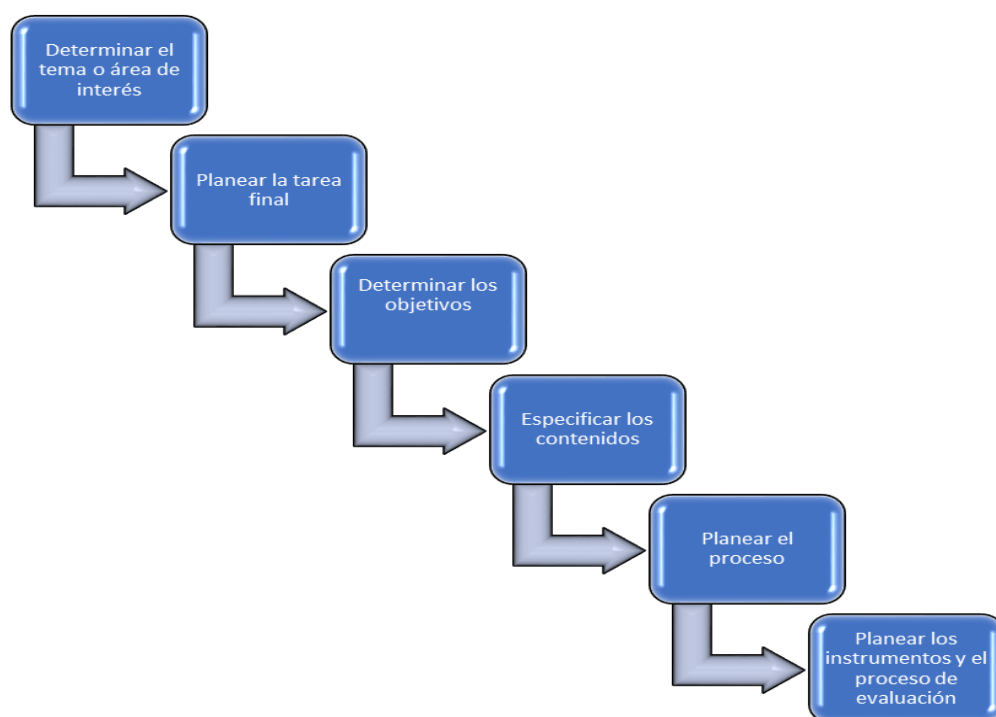 Determinar el
tema o área de
interés
Planear la tarea
final
Determinar los
objetivos
Especificar los
contenidos
Planear el
proceso
Planear los
instrumentos y el
proceso de
evaluación